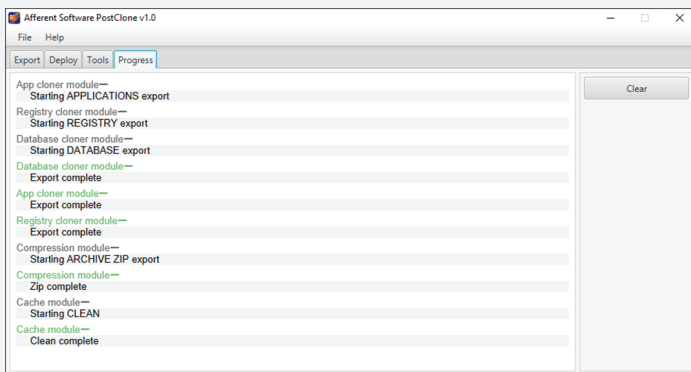 Afferent Software PostClone v1.0
File Help
Export Deploy Tools Progress
App cloner module—
Starting APPLICATIONS export
Registry cloner module—
Starting REGISTRY export
Database cloner module—
Starting DATABASE export
Database cloner module—
Export complete
App cloner module—
Export complete
Registry cloner module—
Export complete
Compression module—
Starting ARCHIVE ZIP export
Compression module—
Zip complete
Cache module—
Starting CLEAN
Cache module—
Clean complete
Clear